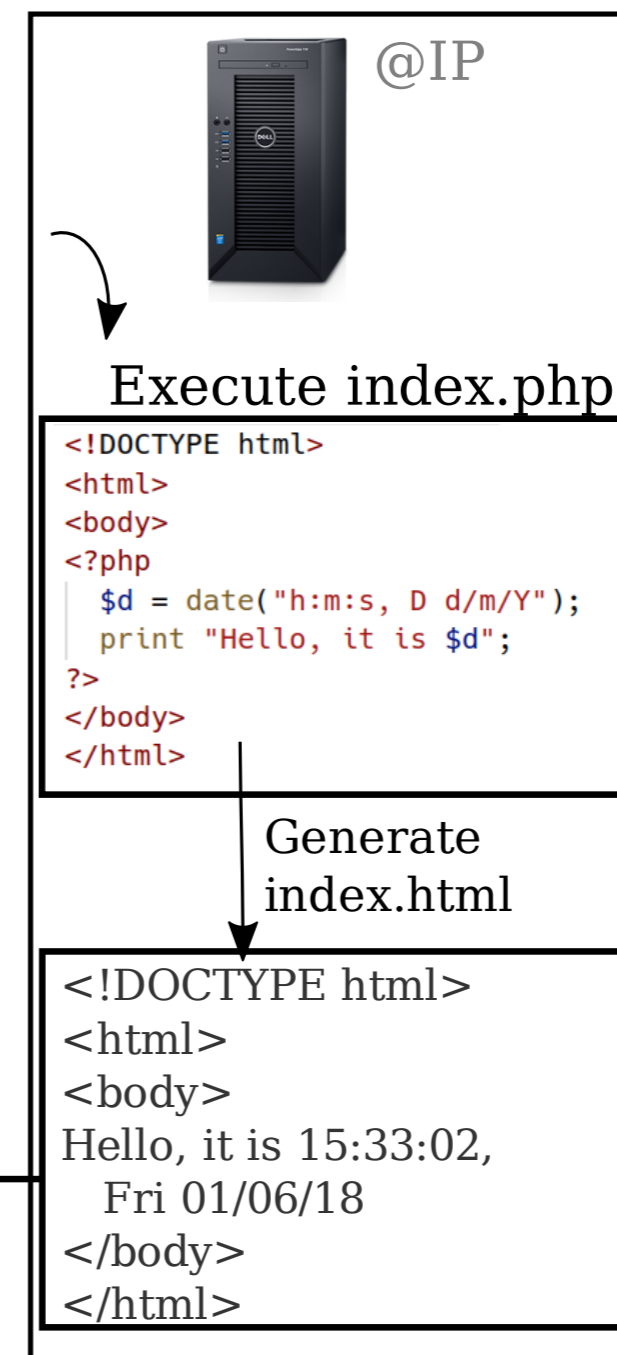 @IP
DELL
Execute index.php
<!DOCTYPE html>
<html>
<body>
<?php
  $d = date("h:m:s, D d/m/Y");
  print "Hello, it is $d";
?>
</body>
</html>
Generate
index.html
<!DOCTYPE html>
<html>
<body>
Hello, it is 15:33:02,
  Fri 01/06/18
</body>
</html>